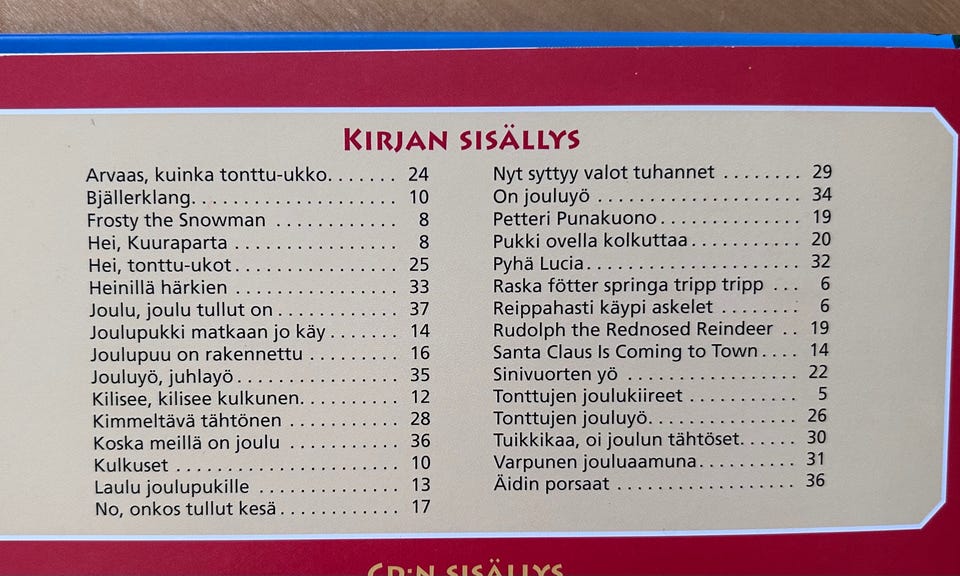 KIRJAN SISÄLLYS
Arvaas, kuinka tonttu-ukko. . . . . . . 24
Bjällerklang. . . . . . . . . . . . . . . . . . . . 10
Frosty the Snowman . . . . . . . . . . . . 8
Hei, Kuuraparta . . . . . . . . . . . . . . . . 8
Hei, tonttu-ukot . . . . . . . . . . . . . . . . 25
Heinillä härkien . . . . . . . . . . . . . . . . 33
Joulu, joulu tullut on . . . . . . . . . . . . 37
Joulupukki matkaan jo käy . . . . . . . 14
Joulupuu on rakennettu . . . . . . . . . 16
Jouluyö, juhlayö . . . . . . . . . . . . . . . . 35
Kilisee, kilisee kulkunen. . . . . . . . . . 12
Kimmeltävä tähtönen . . . . . . . . . . . 28
Koska meillä on joulu . . . . . . . . . . . 36
Kulkuset . . . . . . . . . . . . . . . . . . . . . . 10
Laulu joulupukille . . . . . . . . . . . . . . 13
No, onkos tullut kesä . . . . . . . . . . . . 17
Nyt syttyy valot tuhannet . . . . . . . . 29
On jouluyö . . . . . . . . . . . . . . . . . . . . 34
Petteri Punakuono . . . . . . . . . . . . . . 19
Pukki ovella kolkuttaa . . . . . . . . . . . 20
Pyhä Lucia . . . . . . . . . . . . . . . . . . . . . 32
Raska fötter springa tripp tripp . . . 6
Reippahasti käypi askelet . . . . . . . . 6
Rudolph the Rednosed Reindeer . . 19
Santa Claus Is Coming to Town . . . . 14
Sinivuorten yö . . . . . . . . . . . . . . . . . 22
Tonttujen joulukiireet . . . . . . . . . . . 5
Tonttujen jouluyö. . . . . . . . . . . . . . . 26
Tuikkikaa, oi joulun tähtöset. . . . . . 30
Varpunen jouluaamuna . . . . . . . . . . 31
Äidin porsaat . . . . . . . . . . . . . . . . . . 36
CD:N SISÄLLYS